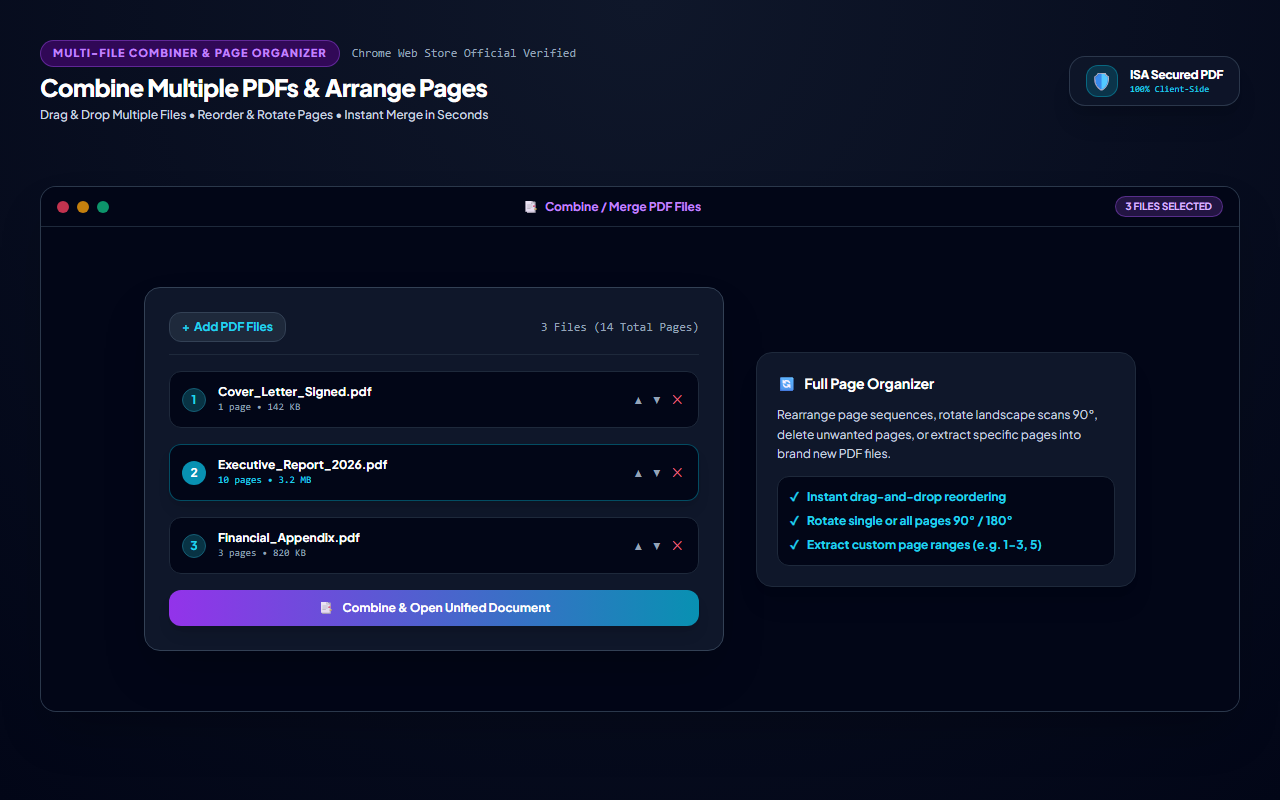 MULTI-FILE COMBINER & PAGE ORGANIZER
Chrome Web Store Official Verified
Combine Multiple PDFs & Arrange Pages
Drag & Drop Multiple Files • Reorder & Rotate Pages • Instant Merge in Seconds
ISA Secured PDF
100% Client-Side
Combine / Merge PDF Files
3 FILES SELECTED
+ Add PDF Files
3 Files (14 Total Pages)
1
Cover_Letter_Signed.pdf
1 page • 142 KB
2
Executive_Report_2026.pdf
10 pages • 3.2 MB
3
Financial_Appendix.pdf
3 pages • 820 KB
Combine & Open Unified Document
Full Page Organizer
Rearrange page sequences, rotate landscape scans 90°,
delete unwanted pages, or extract specific pages into
brand new PDF files.
✓ Instant drag-and-drop reordering
✓ Rotate single or all pages 90° / 180°
✓ Extract custom page ranges (e.g. 1-3, 5)